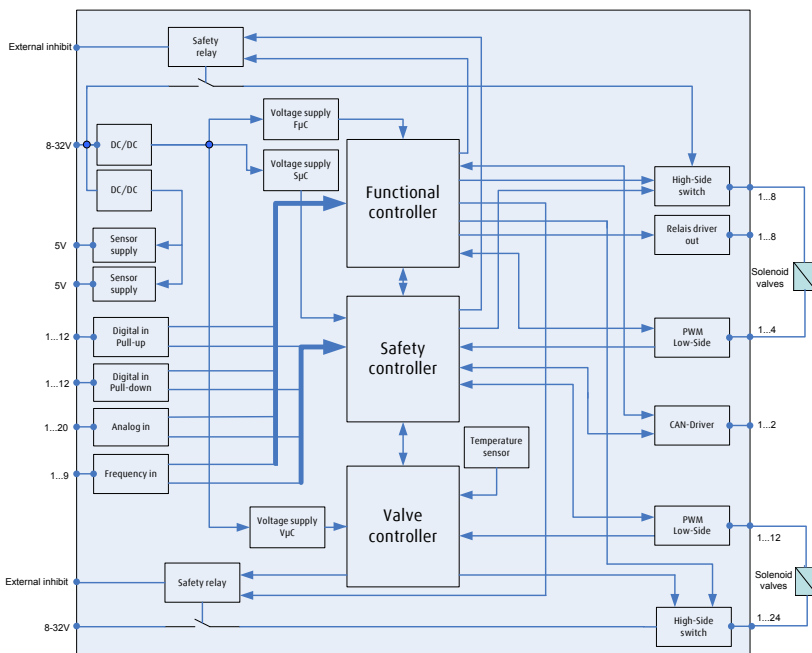 External inhibit
Safety
relay
Voltage supply
FµC
8-32V
DC/DC
Voltage supply
SµC
DC/DC
Functional
controller
High-Side
switch
1...8
5V
Sensor
supply
Relais driver
out
1...8
5V
Sensor
supply
Solenoid
valves
1...12
Digital in
Pull-up
Safety
controller
PWM
Low-Side
1...4
1...12
Digital in
Pull-down
1...20
Analog in
CAN-Driver
1...2
Temperature
sensor
1...9
Frequency in
Valve
controller
Voltage supply
VµC
PWM
Low-Side
1...12
External inhibit
Safety relay
Solenoid
valves
8-32V
High-Side
switch
1...24